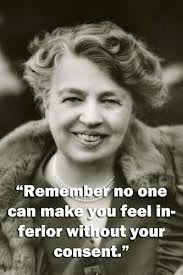 “Remember no one
can make you feel in-
ferior without your
consent.”